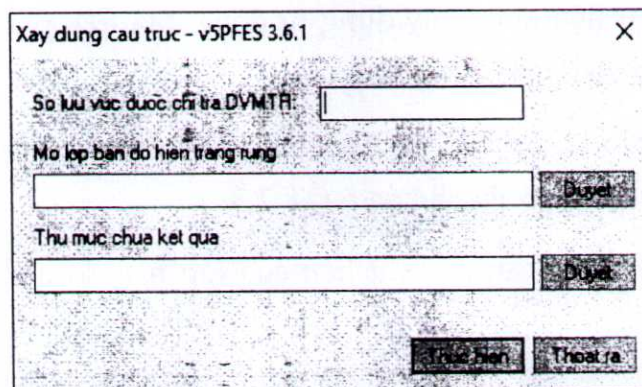 Xay dung cau truc - v5PFES 3.6.1
So luu vuc duoc chi tra DVMTR:
Mo lop ban do hien trang rung
Duyet
Thu muc chua ket qua
Duyet
Thuc hien Thoat ra